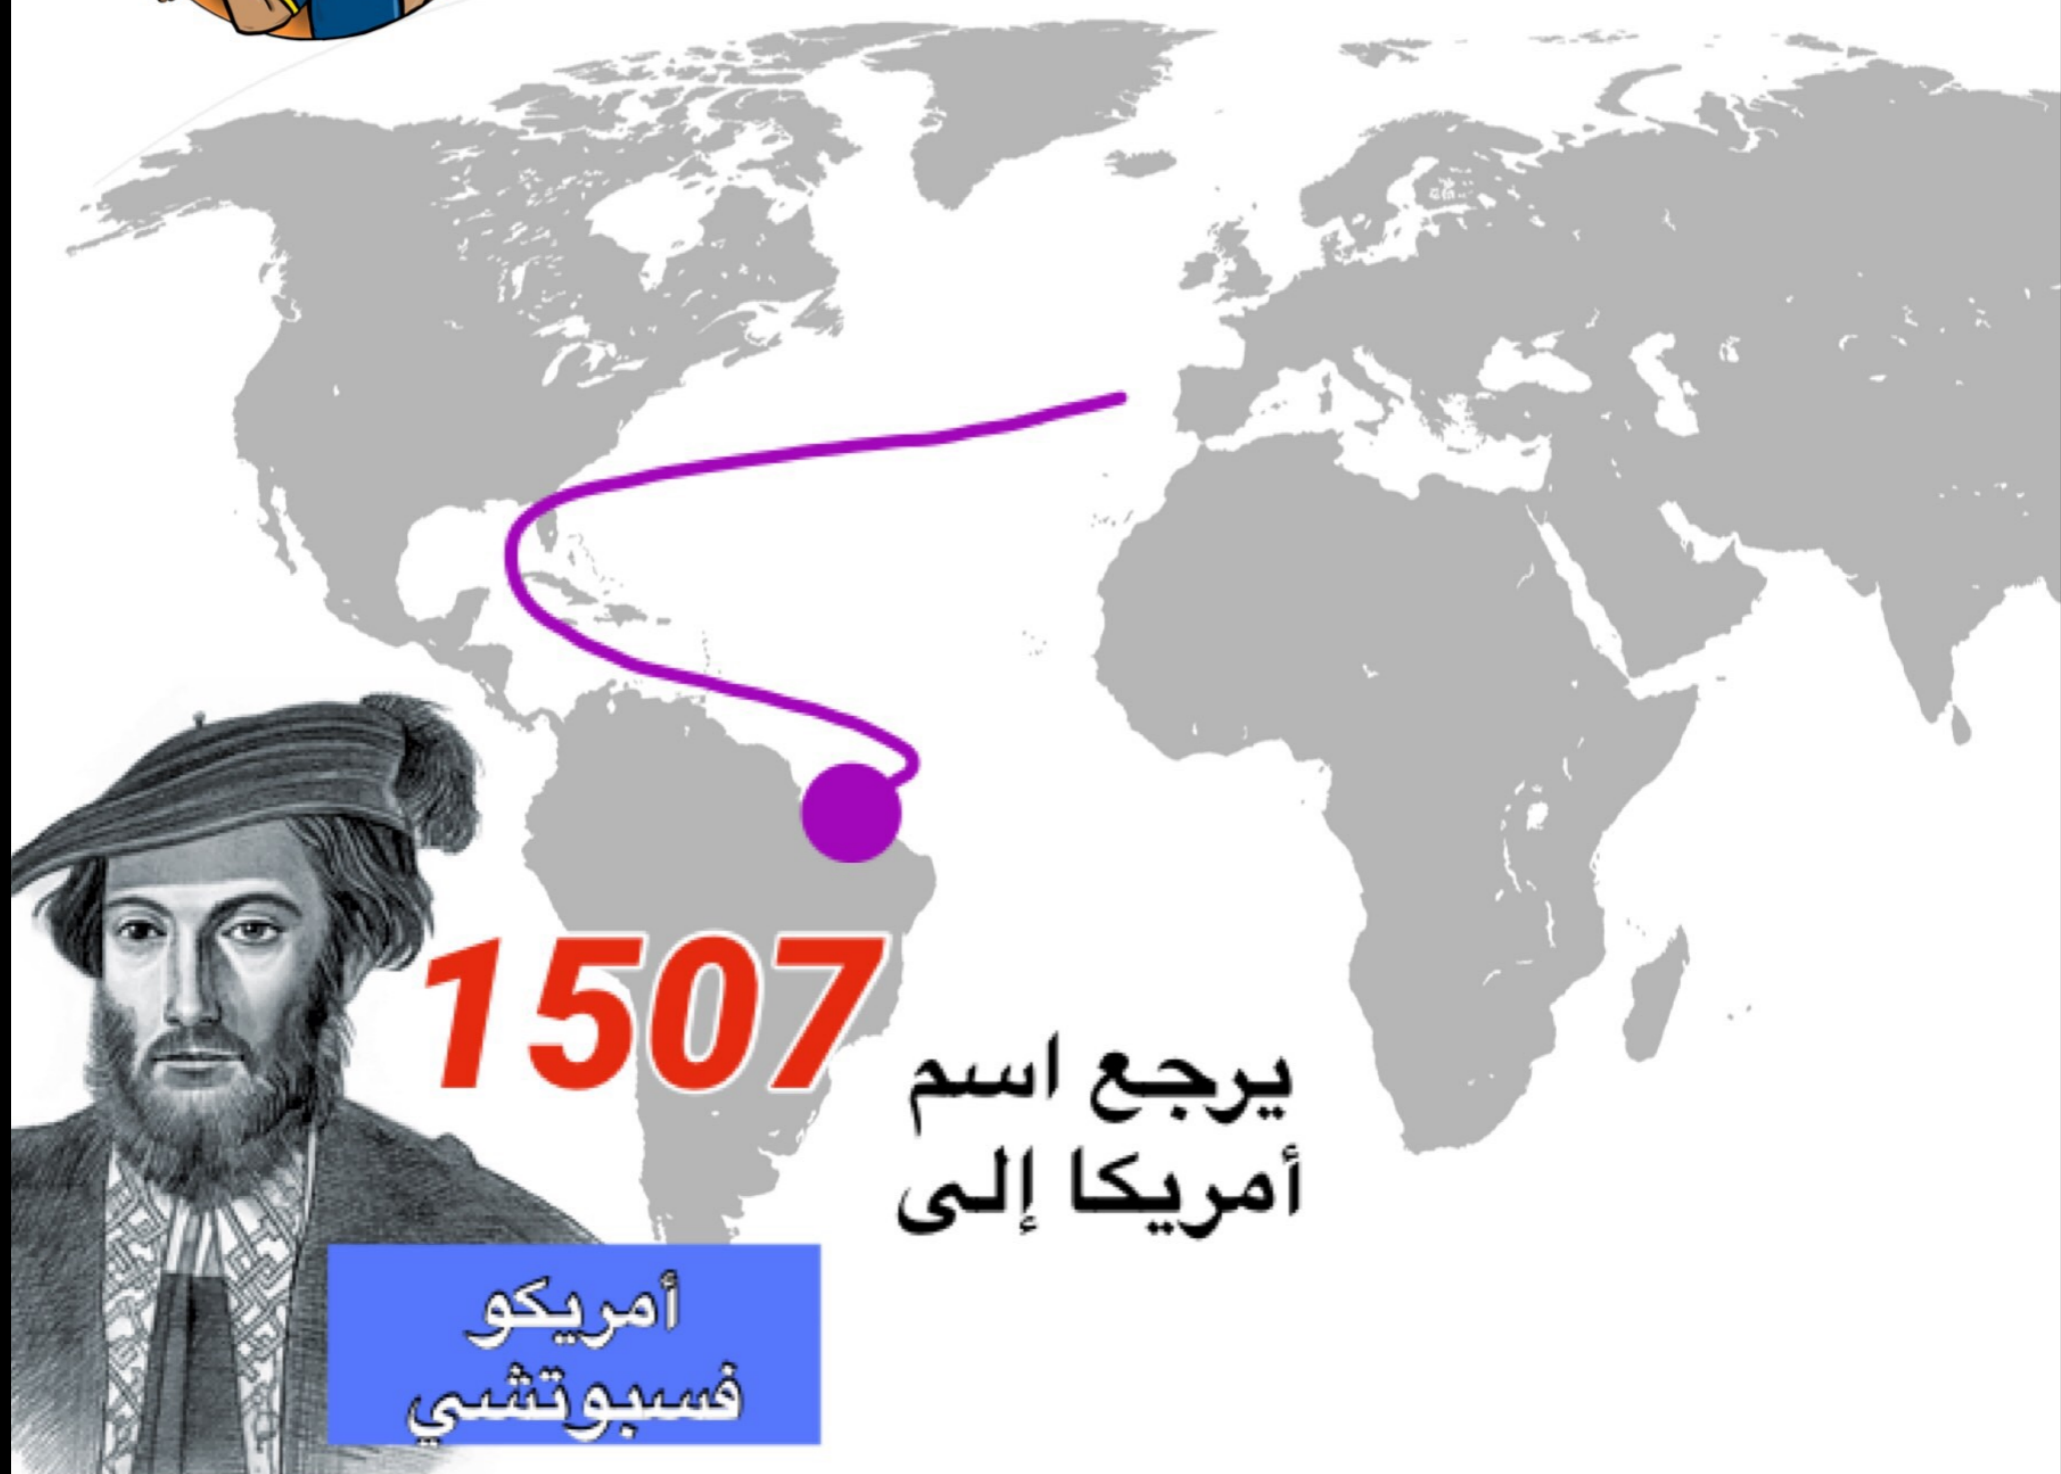 1507
يرجع اسم
أمريكا إلى
أمريكو
فسبوتشي